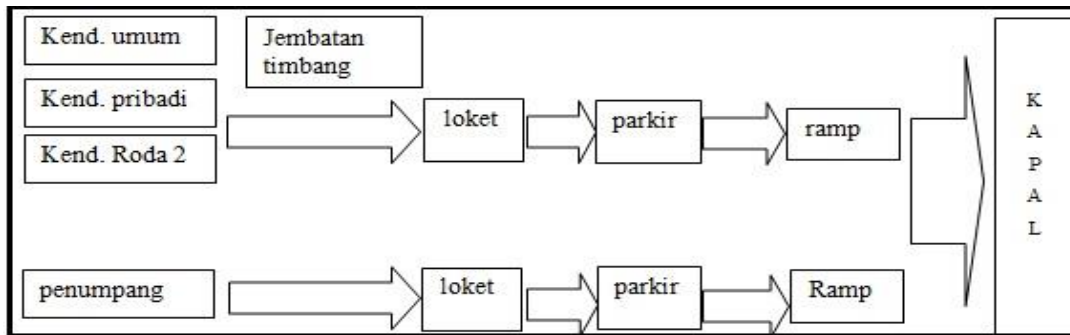 Kend. umum
Jembatan
timbang
Kend. pribadi
Kend. Roda 2
loket
parkir
ramp
penumpang
loket
parkir
Ramp
K
A
P
A
L